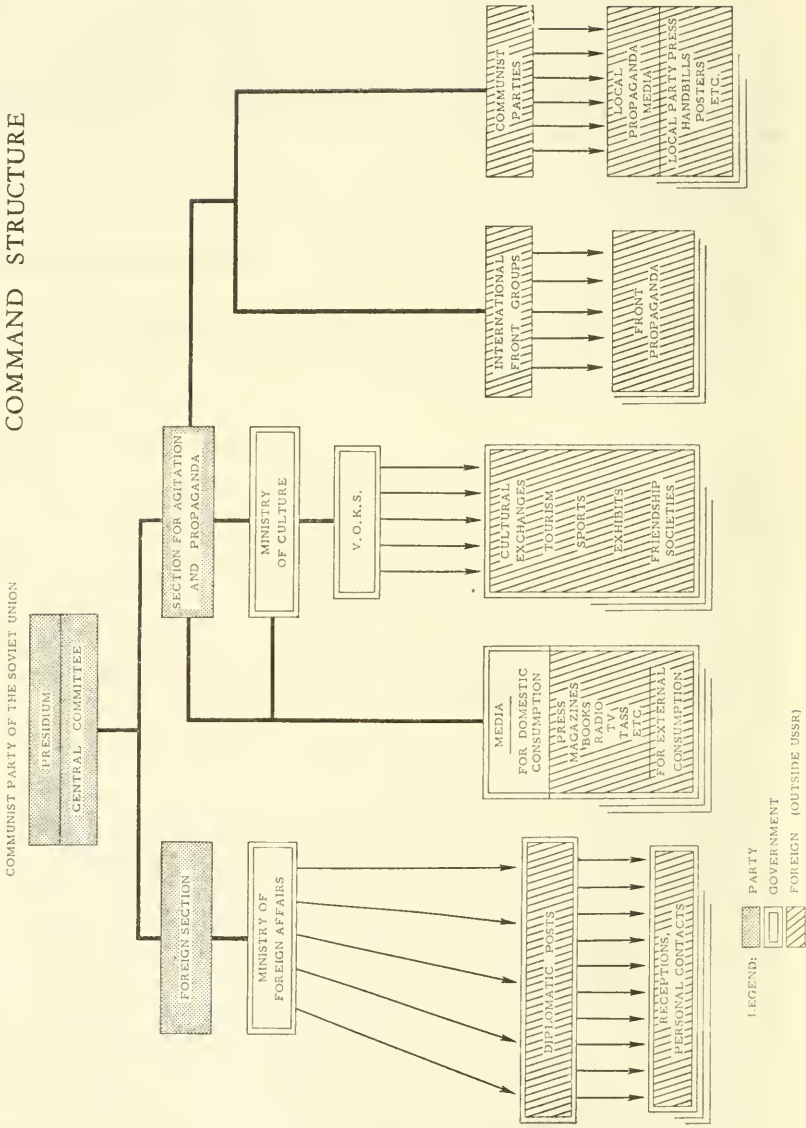 COMMAND STRUCTURE
COMMUNIST PARTY OF THE SOVIET UNION
PRESIDIUM
CENTRAL COMMITTEE
FOREIGN SECTION
SECTION FOR AGITATION
AND PROPAGANDA
MINISTRY OF
FOREIGN AFFAIRS
MINISTRY
OF CULTURE
V.O.K.S.
DIPLOMATIC POSTS
RECEPTIONS,
PERSONAL CONTACTS
MEDIA
FOR DOMESTIC
CONSUMPTION
PRESS
MAGAZINES
BOOKS
RADIO
TV
TASS
ETC.
FOR EXTERNAL
CONSUMPTION
CULTURAL
EXCHANGES
TOURISM
SPORTS
EXHIBITS
FRIENDSHIP
SOCIETIES
INTERNATIONAL
FRONT GROUPS
FRONT
PROPAGANDA
COMMUNIST
PARTIES
LOCAL
PROPAGANDA
MEDIA
LOCAL PARTY PRESS
HANDBILLS
POSTERS
ETC.
LEGEND: PARTY
GOVERNMENT
FOREIGN (OUTSIDE USSR)